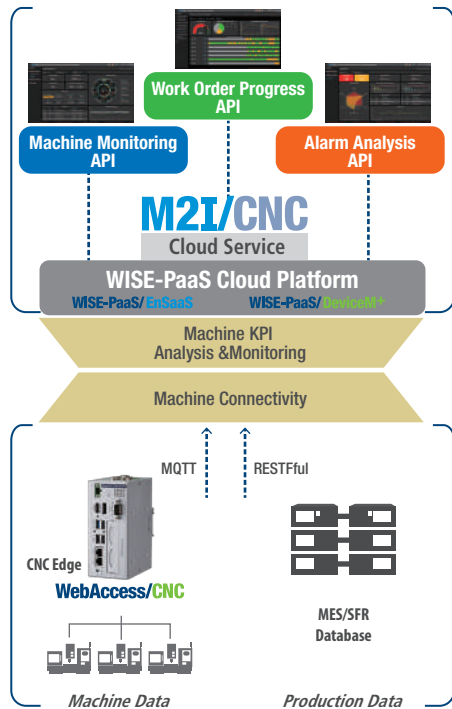 Work Order Progress
API
Machine Monitoring
API
Alarm Analysis
API
M2I/CNC
Cloud Service
WISE-PaaS Cloud Platform
WISE-PaaS/EnSaaS
WISE-PaaS/DeviceM+
Machine KPI
Analysis &Monitoring
Machine Connectivity
MQTT
RESTFful
CNC Edge
WebAccess/CNC
MES/SFR
Database
Machine Data
Production Data